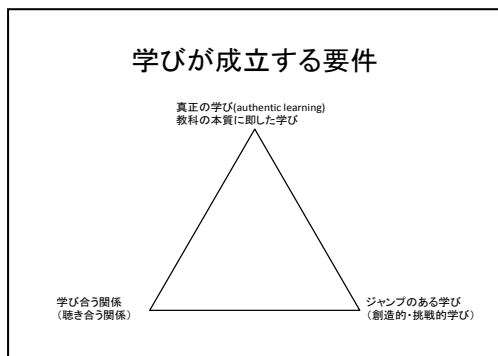 学びが成立する要件
真正の学び(authentic learning)
教科の本質に即した学び
学び合う関係
（聴き合う関係）
ジャンプのある学び
（創造的・挑戦的学び）